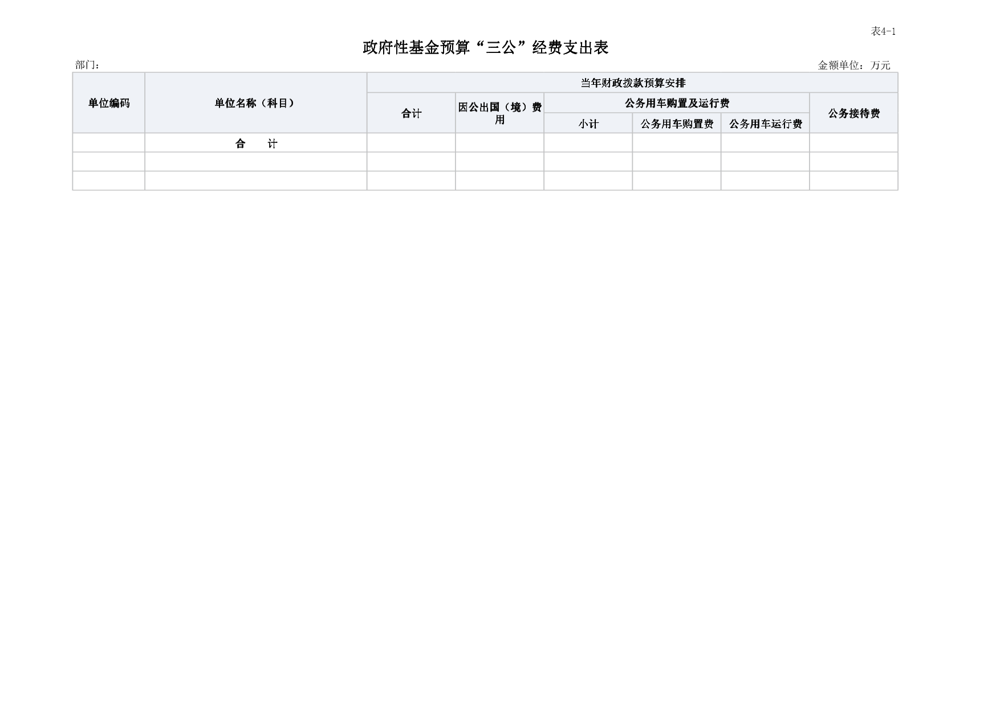 表4-1
政府性基金预算“三公”经费支出表
部门：
金额单位：万元
单位编码
单位名称（科目）
当年财政拨款预算安排
合计
因公出国（境）费
用
公务用车购置及运行费
公务接待费
小计
公务用车购置费
公务用车运行费
合　　计